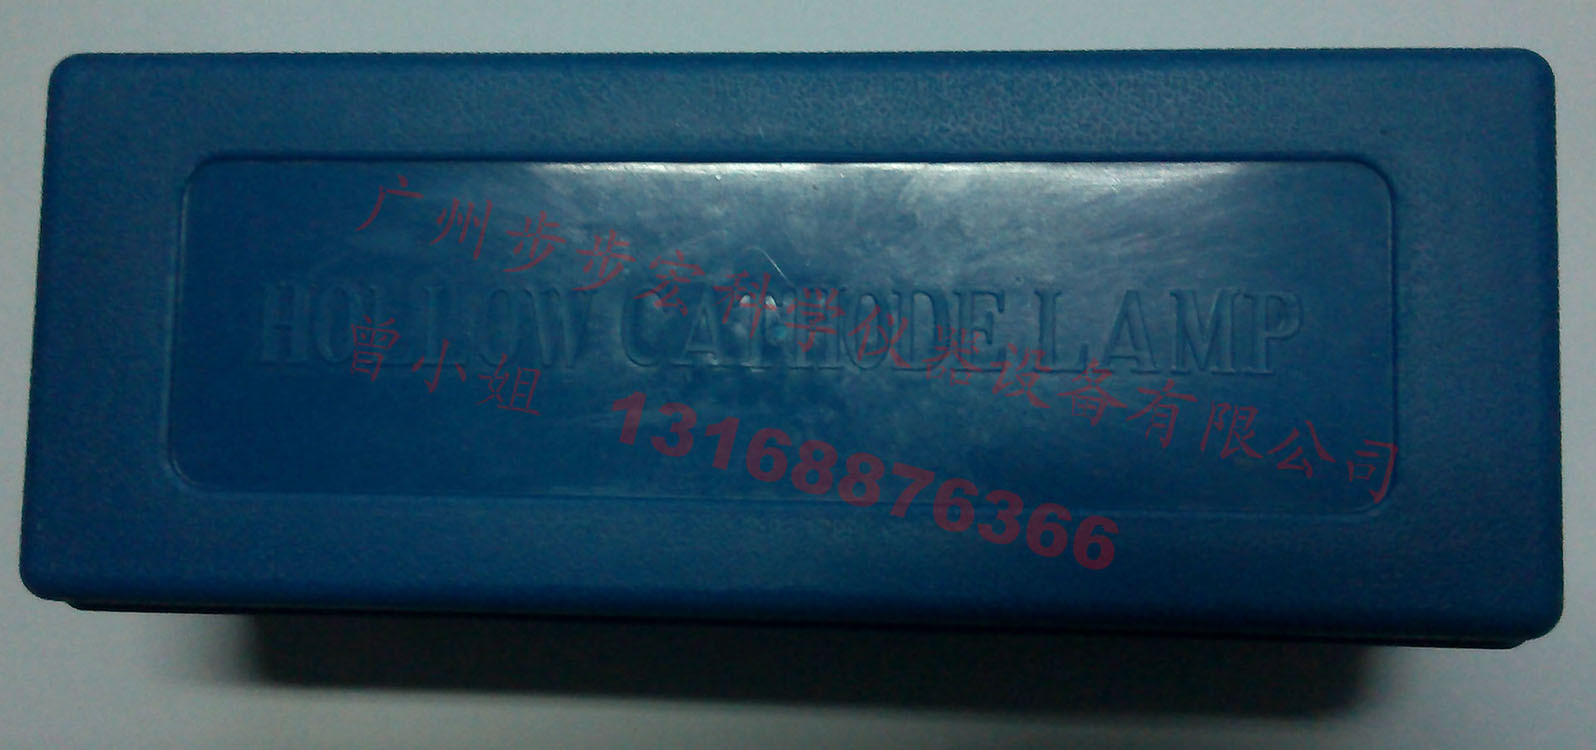 广州步步宏科学仪器设备有限公司
HOLLOW CATHODE LAMP
曾小姐 13168876366